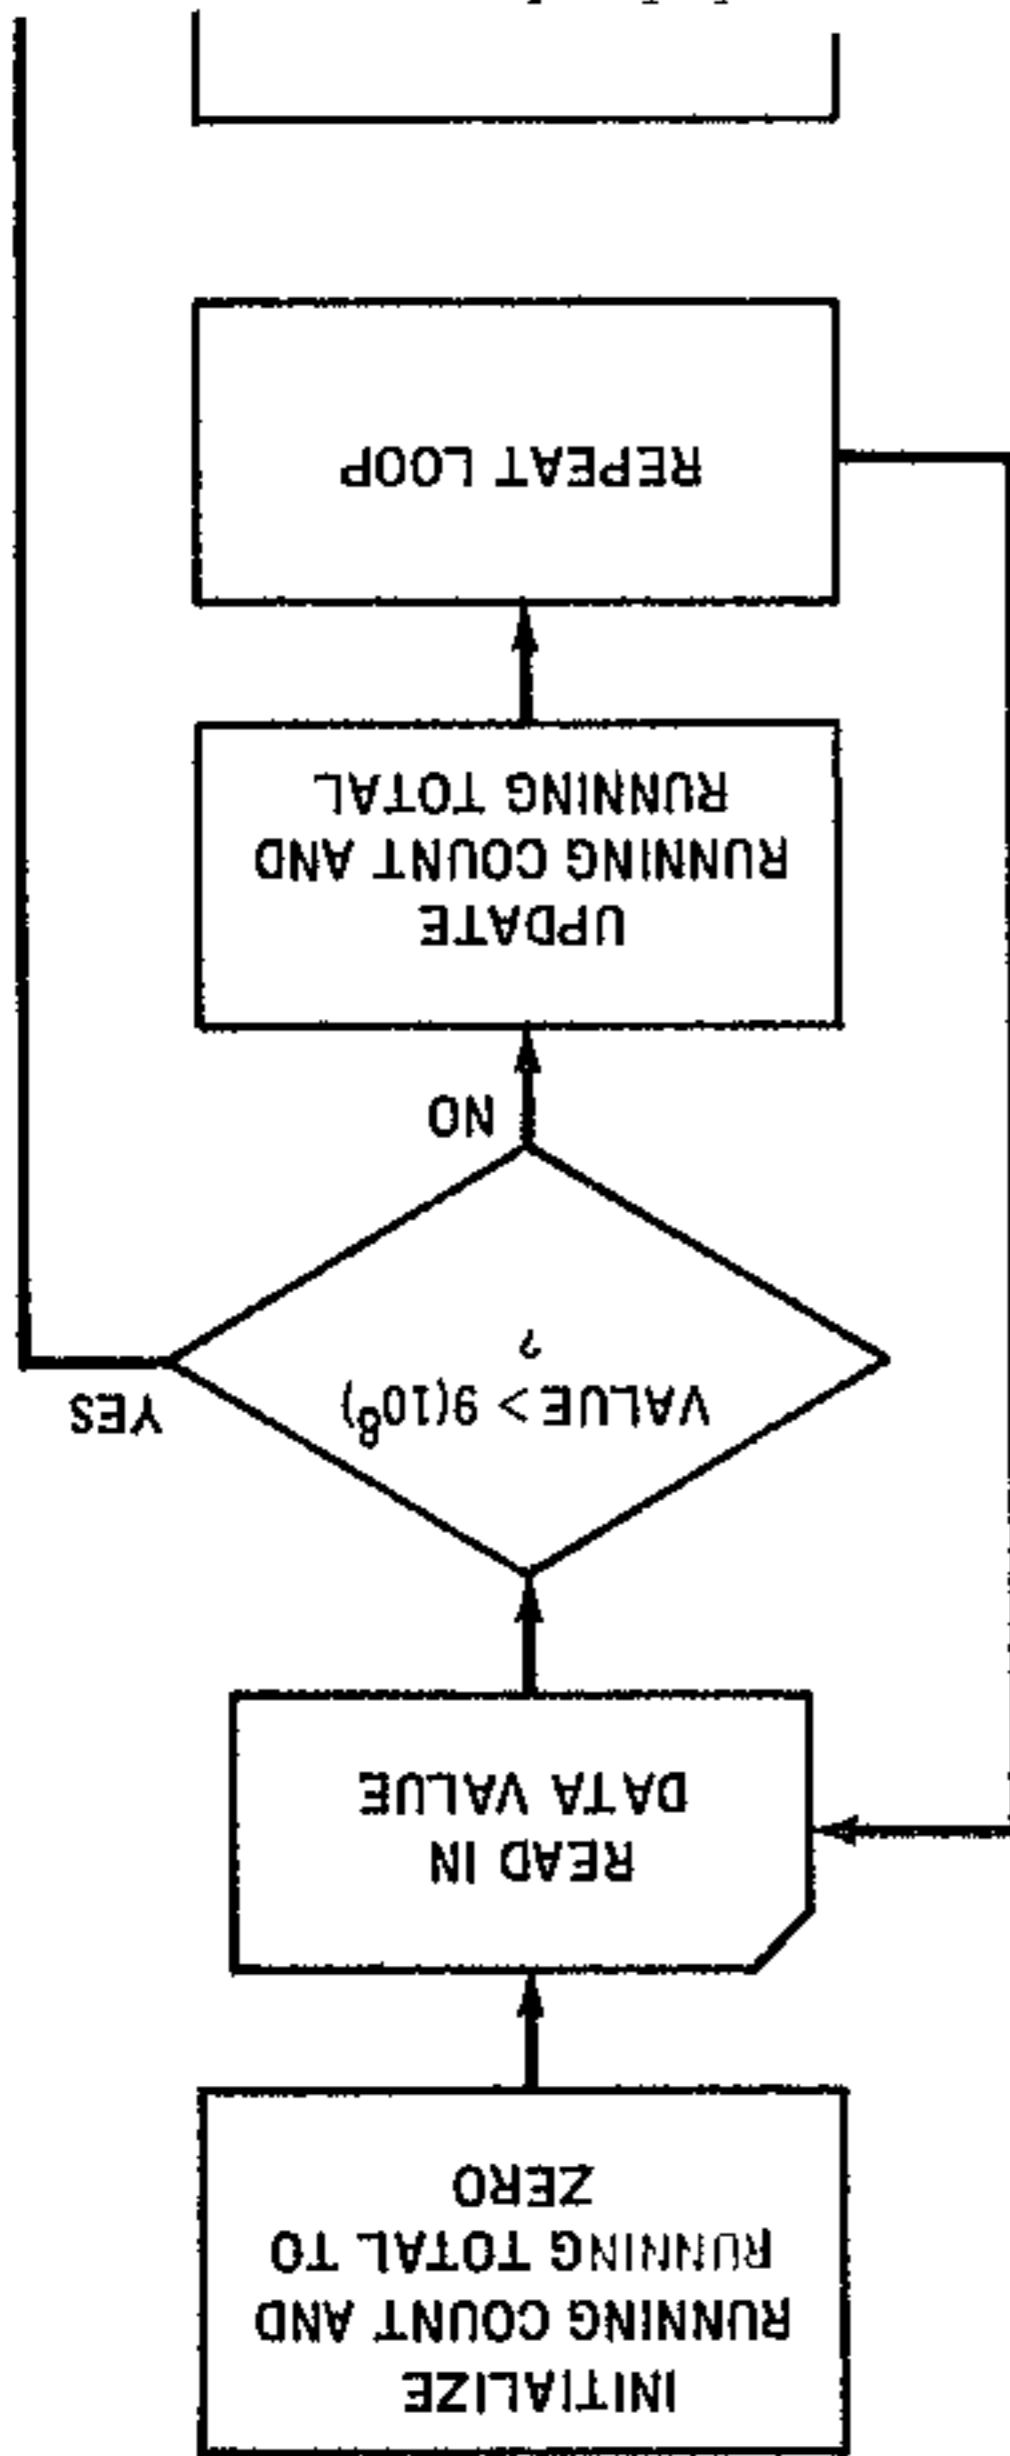 INITIALIZE
RUNNING COUNT AND
RUNNING TOTAL TO
ZERO
READ IN
DATA VALUE
VALUE > 9(10⁸)
?
YES
NO
UPDATE
RUNNING COUNT AND
RUNNING TOTAL
REPEAT LOOP